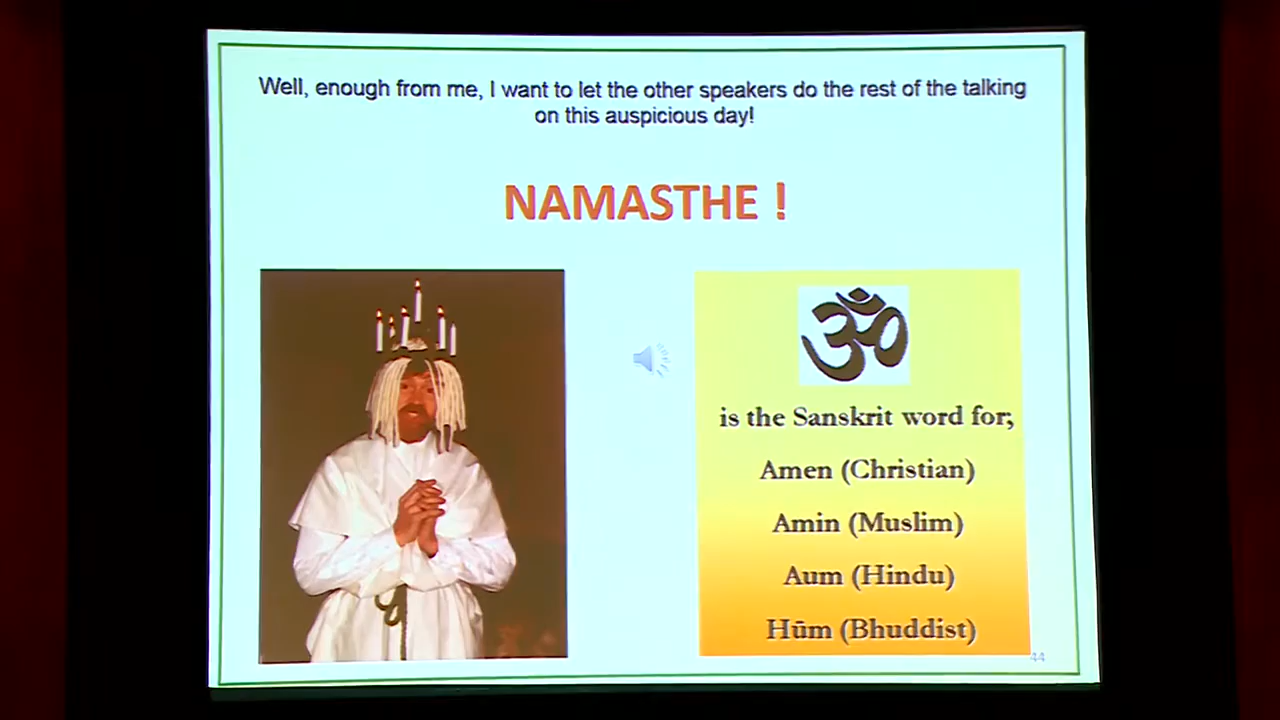 Well, enough from me, I want to let the other speakers do the rest of the talking
on this auspicious day!
NAMASTHE !
ॐ
is the Sanskrit word for;
Amen (Christian)
Amin (Muslim)
Aum (Hindu)
Hūm (Bhuddist)
44